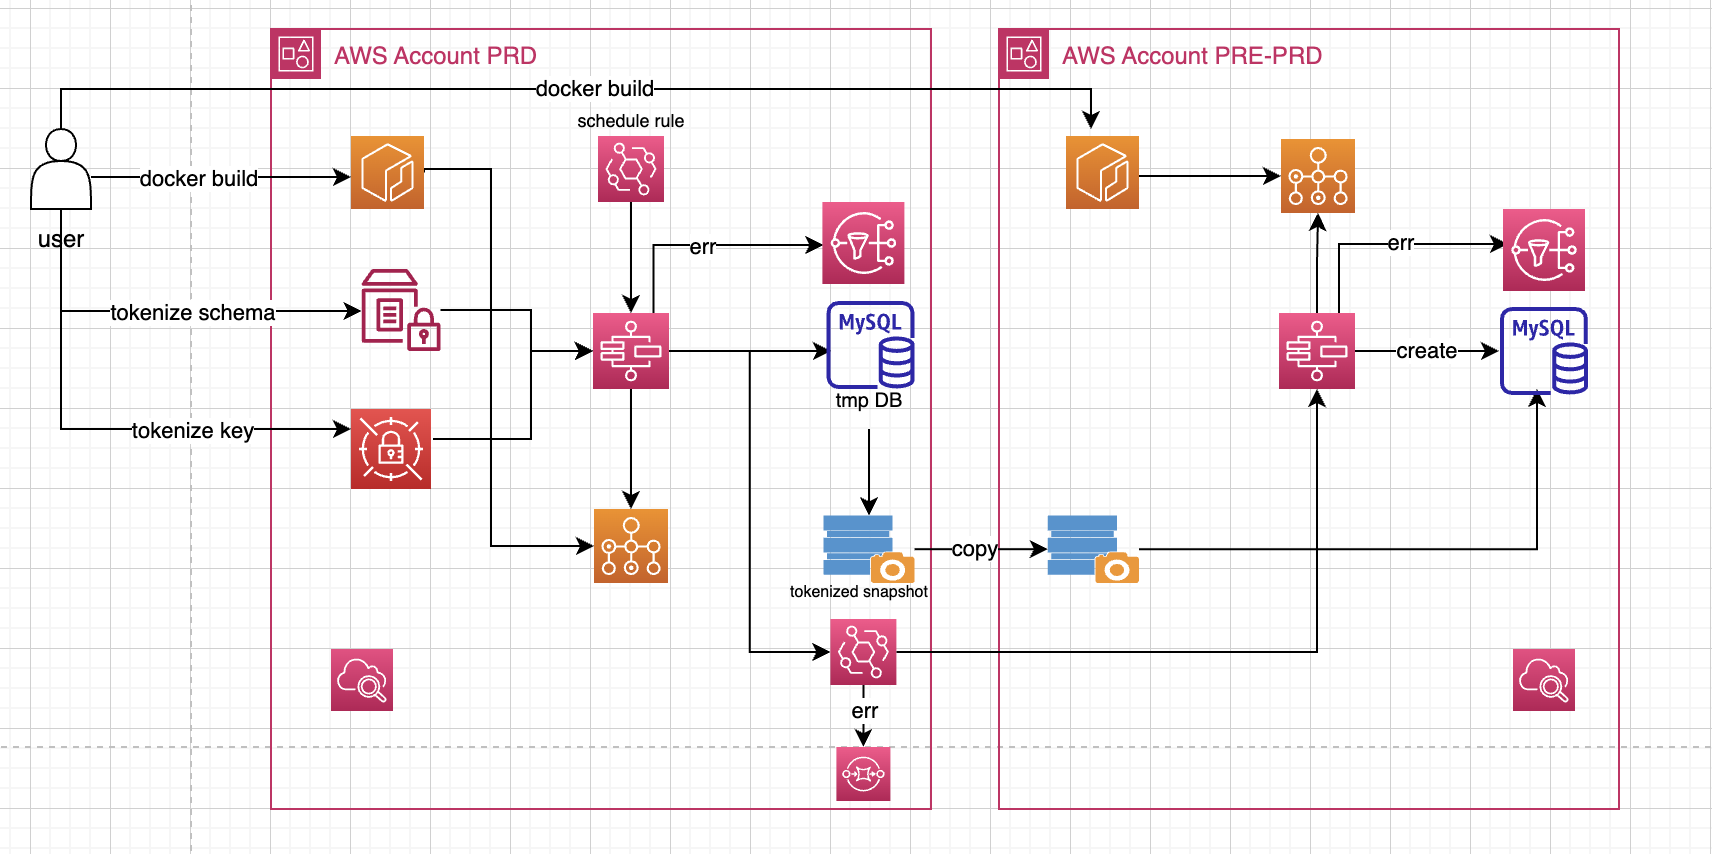 AWS Account PRD
AWS Account PRE-PRD
docker build
schedule rule
docker build
user
err
err
tokenize schema
MySQL
MySQL
create
tmp DB
tokenize key
copy
tokenized snapshot
err